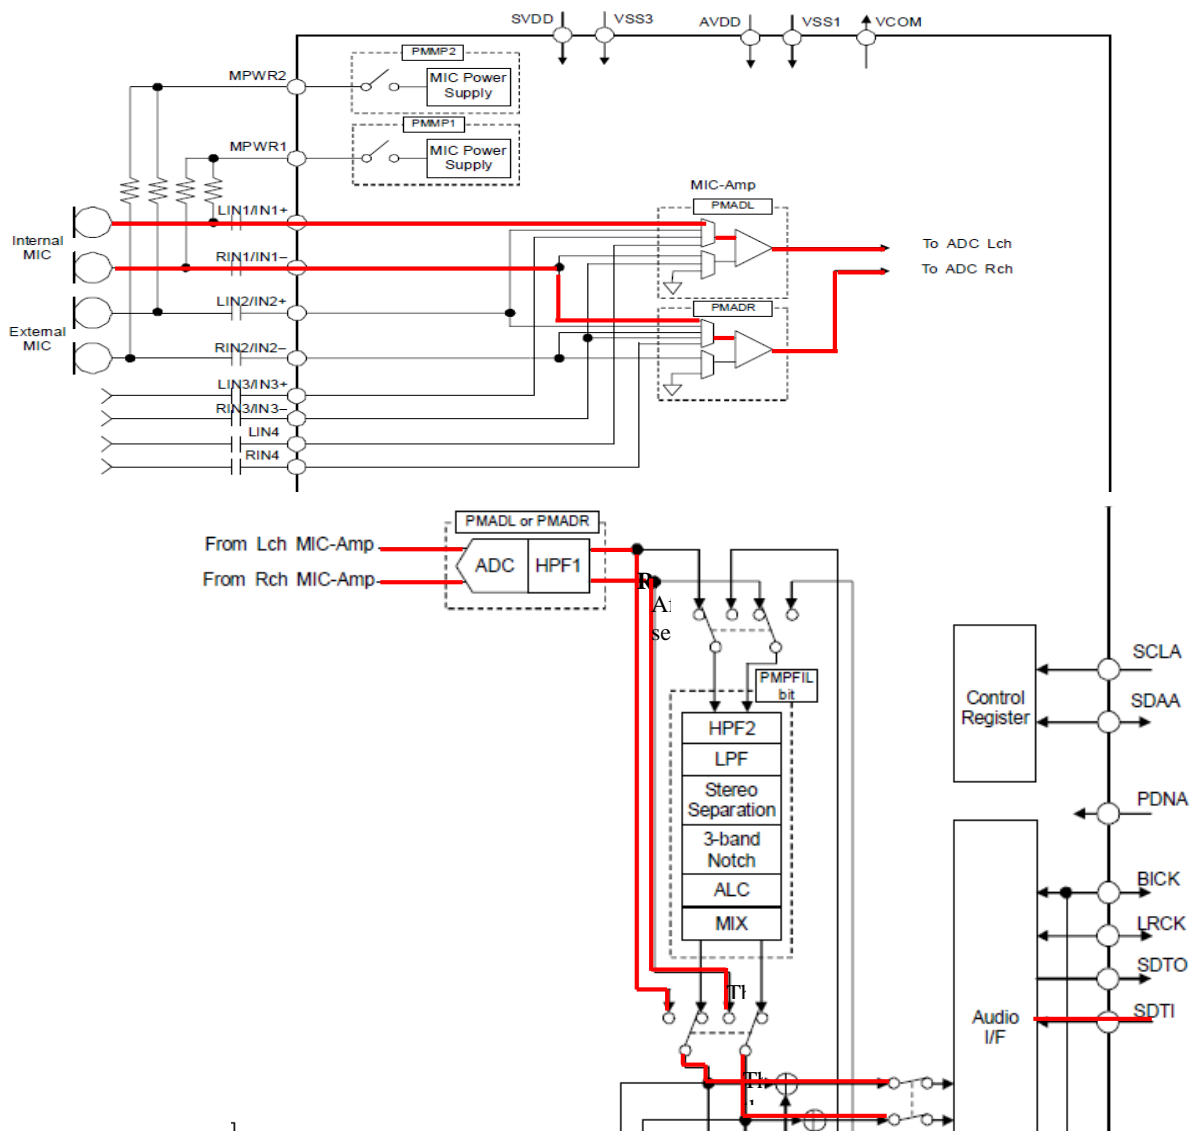 SVDD
VSS3
AVDD
VSS1
VCOM
PMMP2
MPWR2
MIC Power
Supply
PMMP1
MPWR1
MIC Power
Supply
MIC-Amp
PMADL
LIN1/IN1+
Internal
MIC
To ADC Lch
RIN1/IN1−
To ADC Rch
LIN2/IN2+
PMADR
External
MIC
RIN2/IN2−
LIN3/IN3+
RIN3/IN3−
LIN4
RIN4
PMADL or PMADR
From Lch MIC-Amp
ADC
HPF1
From Rch MIC-Amp
R
se
SCLA
PMPFIL
bit
Control
Register
SDAA
HPF2
LPF
Stereo
Separation
PDNA
3-band
Notch
ALC
BICK
MIX
LRCK
SDTO
Th
SDTI
Audio
I/F
Th